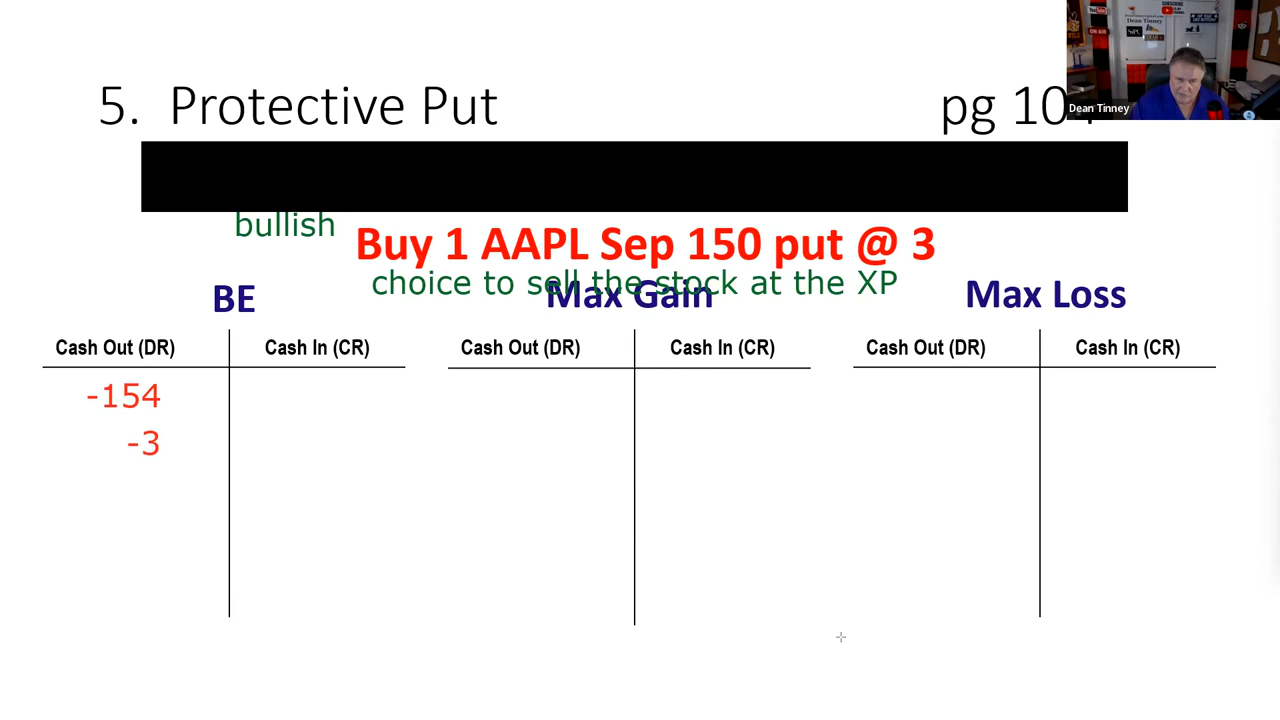 5. Protective Put
pg 10
Dean Tinney
bullish
Buy 1 AAPL Sep 150 put @ 3
choice to sell the stock at the XP
BE
Max Gain
Max Loss
Cash Out (DR) Cash In (CR)
Cash Out (DR) Cash In (CR)
Cash Out (DR) Cash In (CR)
-154
-3